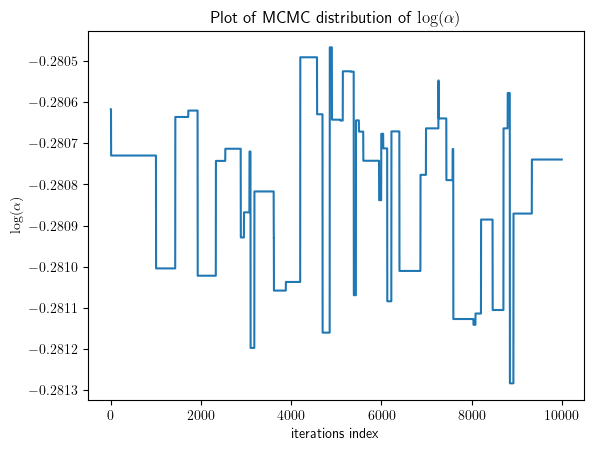 Plot of MCMC distribution of log(α)
−0.2805
−0.2806
−0.2807
−0.2808
−0.2809
−0.2810
−0.2811
−0.2812
−0.2813
log(α)
0 2000 4000 6000 8000 10000
iterations index